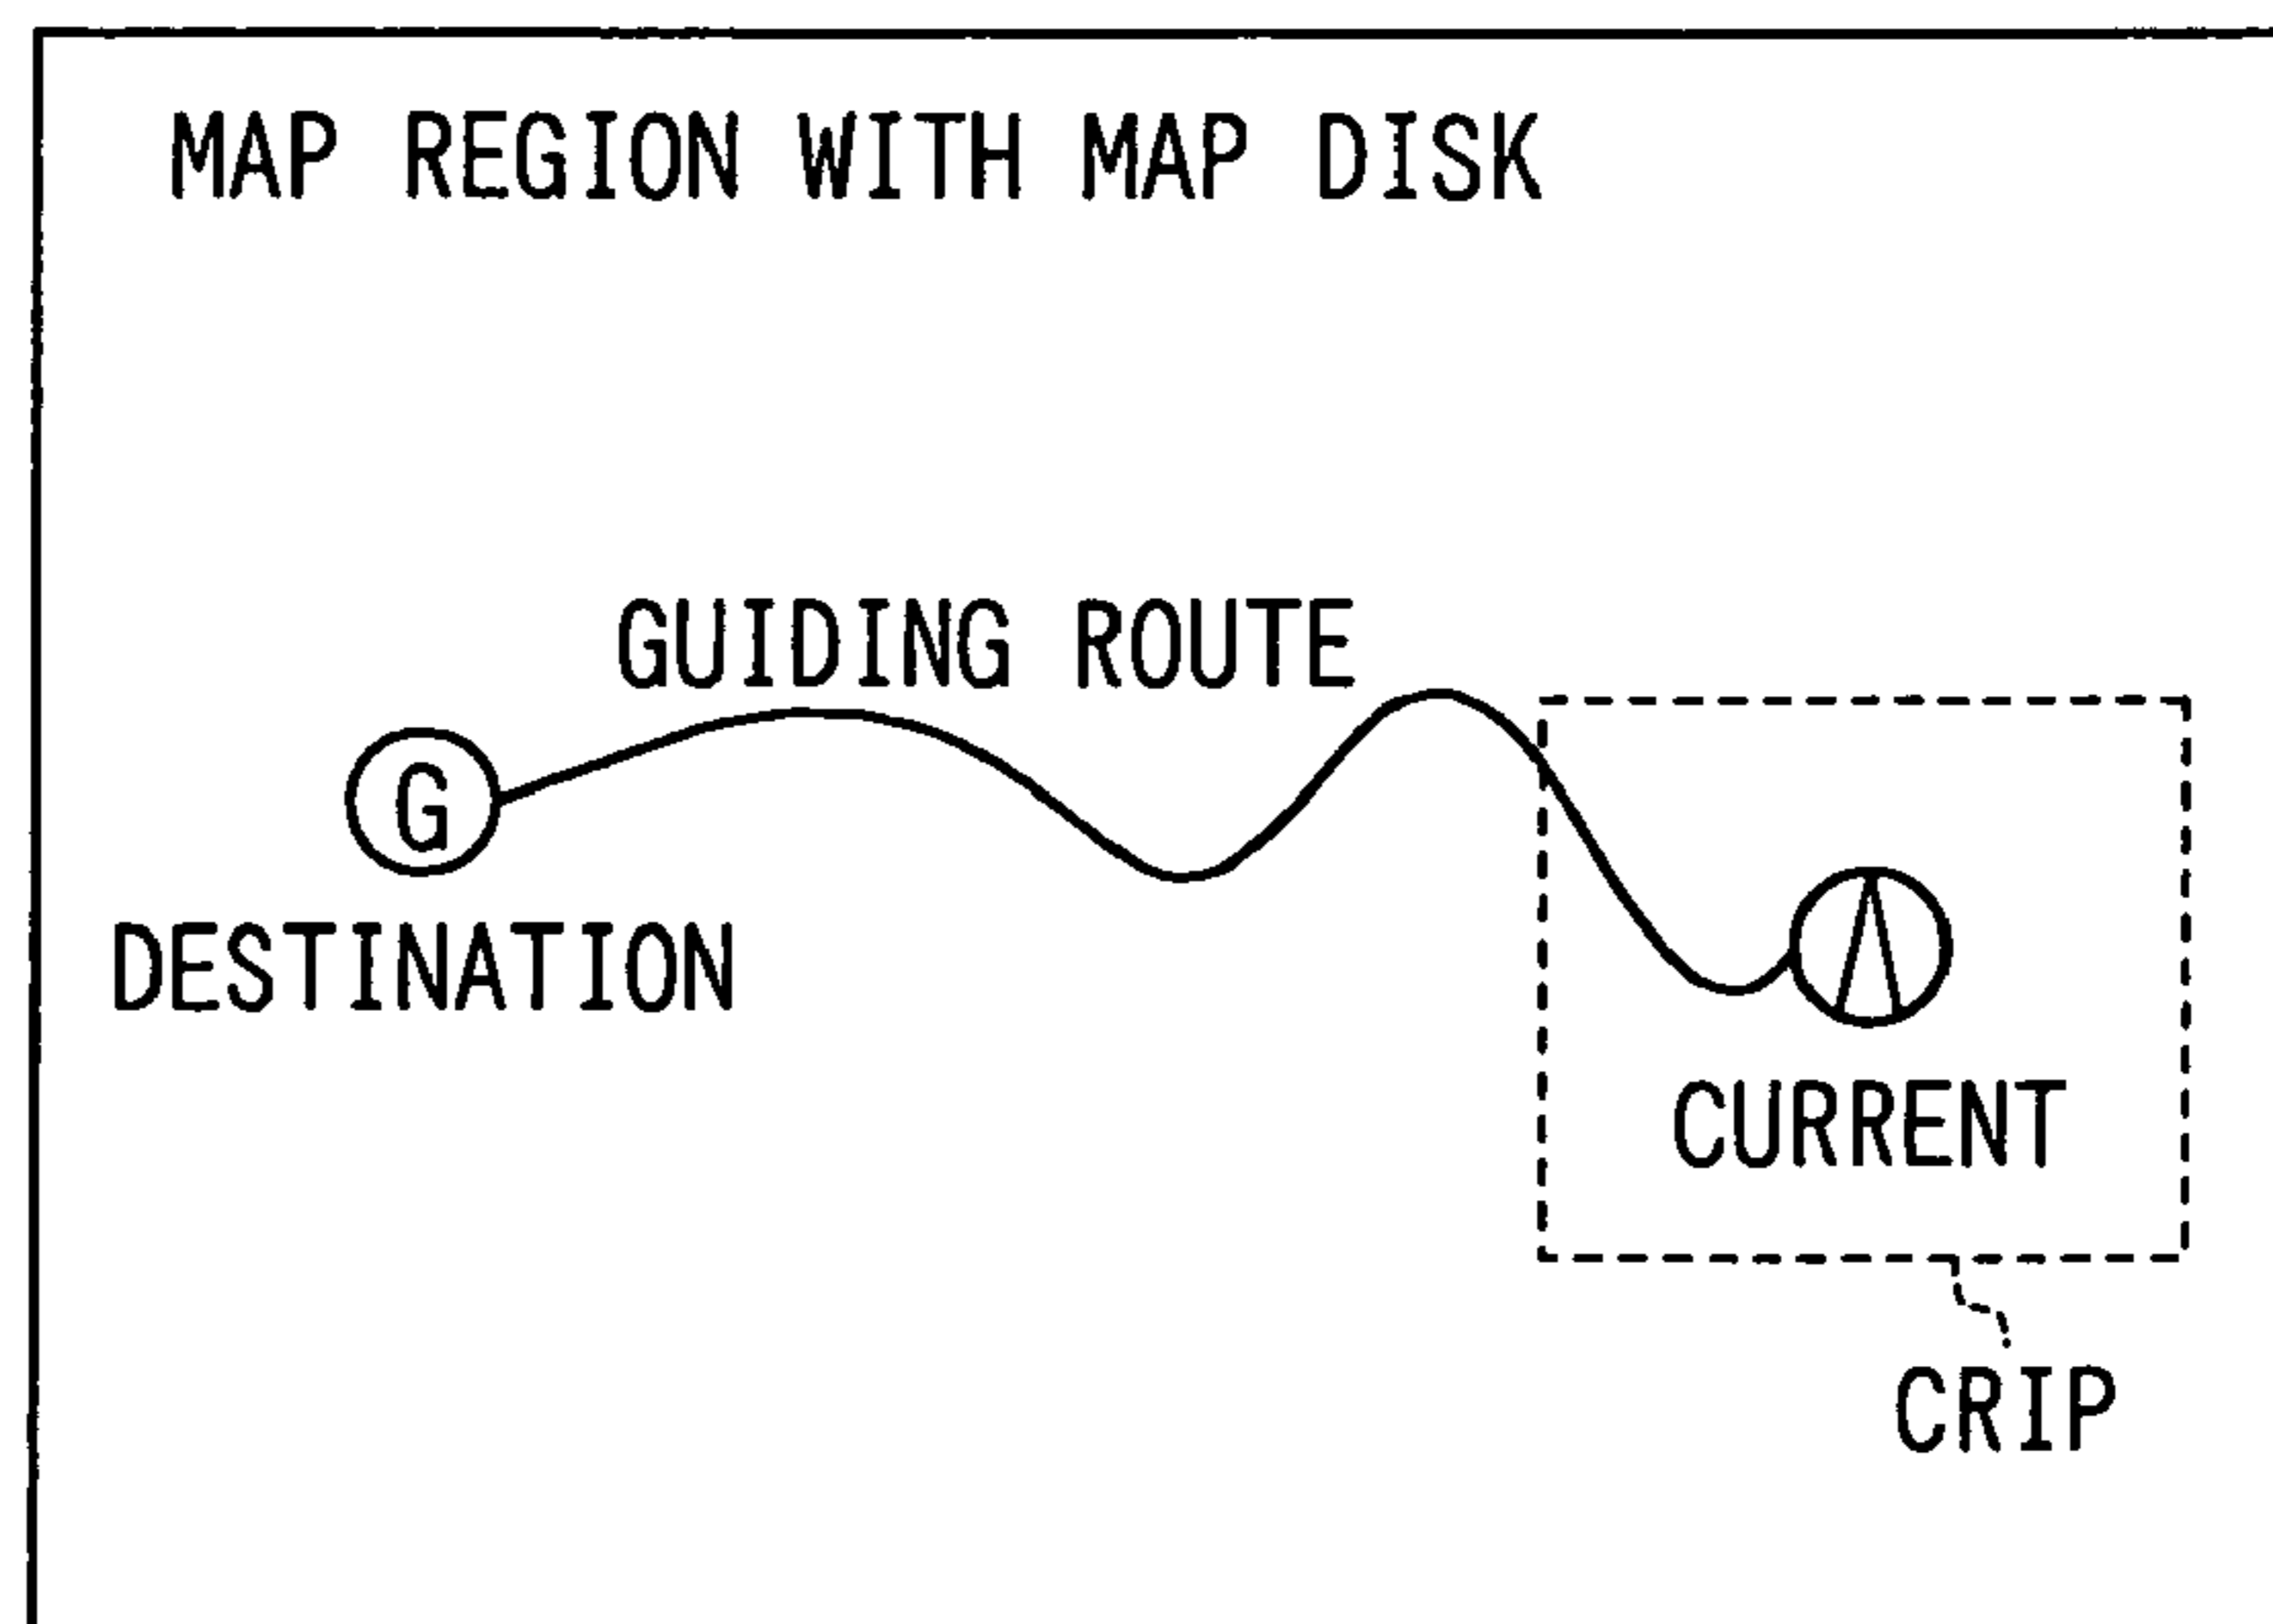 MAP REGION WITH MAP DISK
GUIDING ROUTE
G
DESTINATION
CURRENT
CRIP